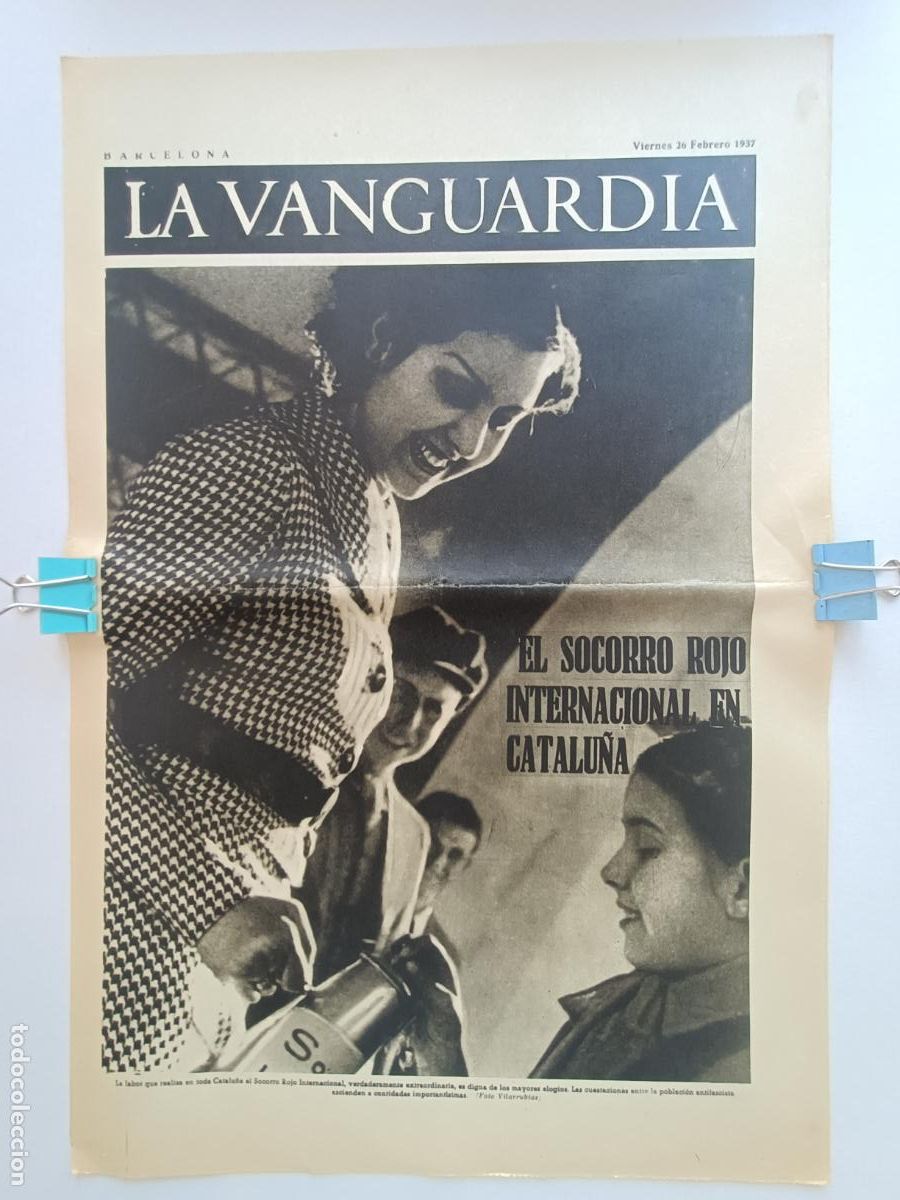 BARCELONA
Viernes 26 Febrero 1937
LA VANGUARDIA
EL SOCORRO ROJO
INTERNACIONAL EN
CATALUÑA
S
La labor que realiza en toda Cataluña el Socorro Rojo Internacional, verdaderamente extraordinaria, es digna de los mayores elogios. Las cuestaciones entre la población antifascista
ascienden a cantidades importantísimas. (Foto Vilarrubias.)
todocoleccion